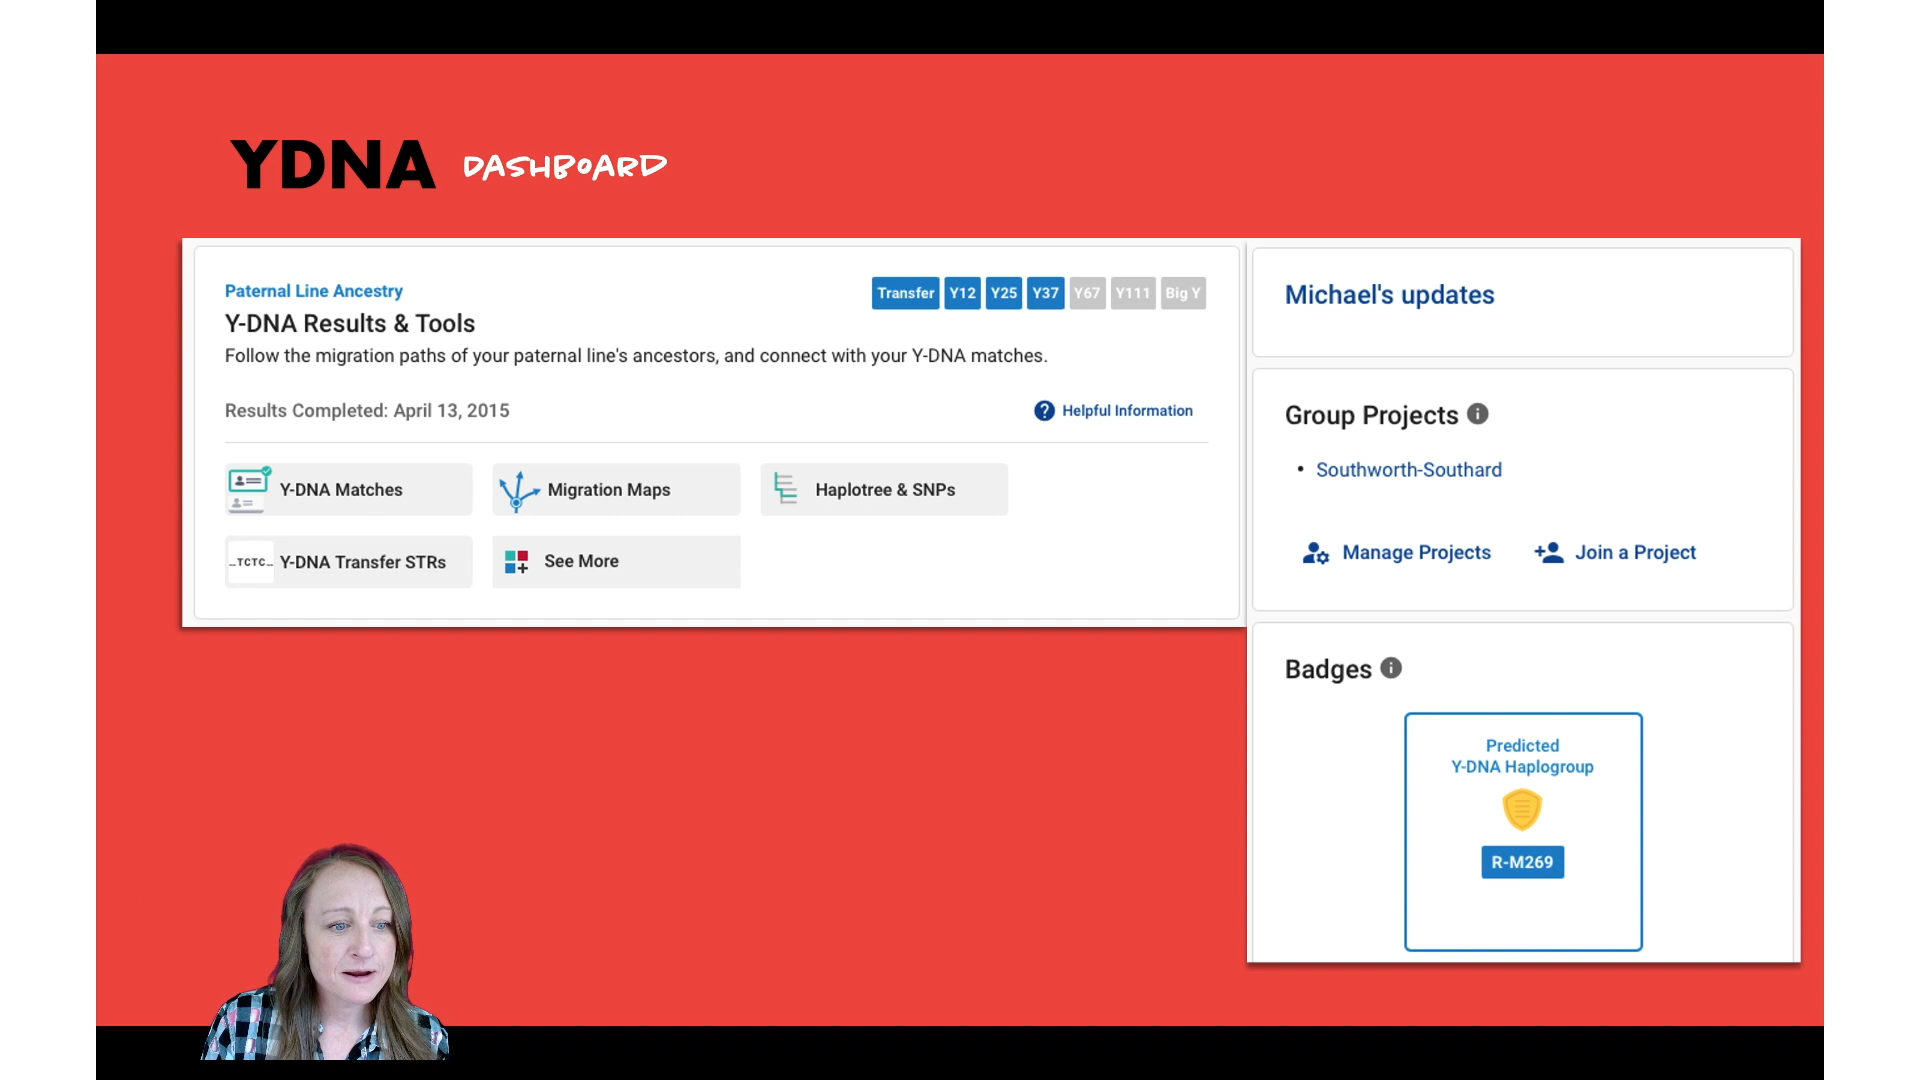 YDNA DASHBOARD
Paternal Line Ancestry
Transfer Y12 Y25 Y37 Y67 Y111 Big Y
Y-DNA Results & Tools
Follow the migration paths of your paternal line's ancestors, and connect with your Y-DNA matches.
Results Completed: April 13, 2015
? Helpful Information
Y-DNA Matches
Migration Maps
Haplotree & SNPs
...TCTC... Y-DNA Transfer STRs
See More
Michael's updates
Group Projects
• Southworth-Southard
Manage Projects
Join a Project
Badges
Predicted
Y-DNA Haplogroup
R-M269